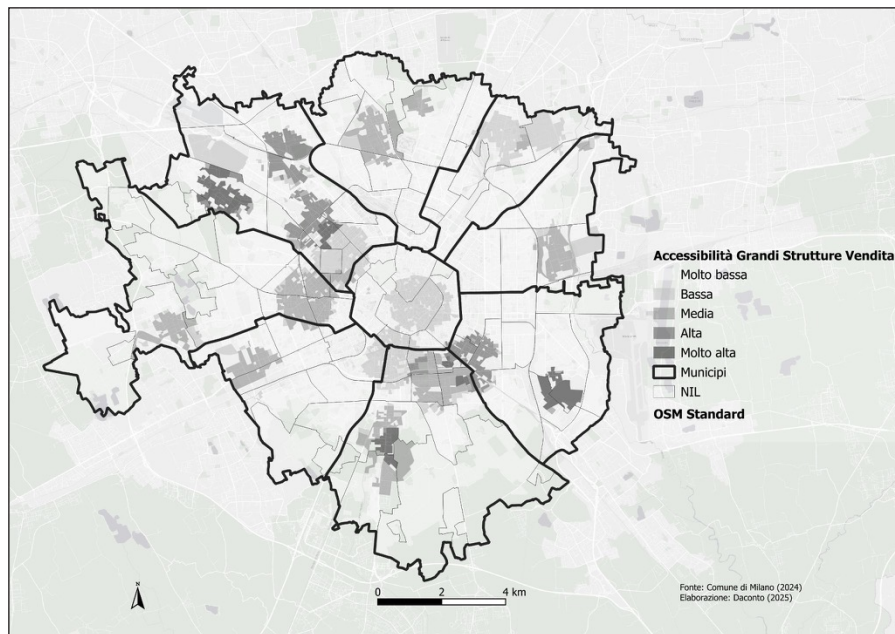 Accessibilità Grandi Strutture Vendita
Molto bassa
Bassa
Media
Alta
Molto alta
Municipi
NIL
OSM Standard
N
0 2 4 km
Fonte: Comune di Milano (2024)
Elaborazione: Daconto (2025)